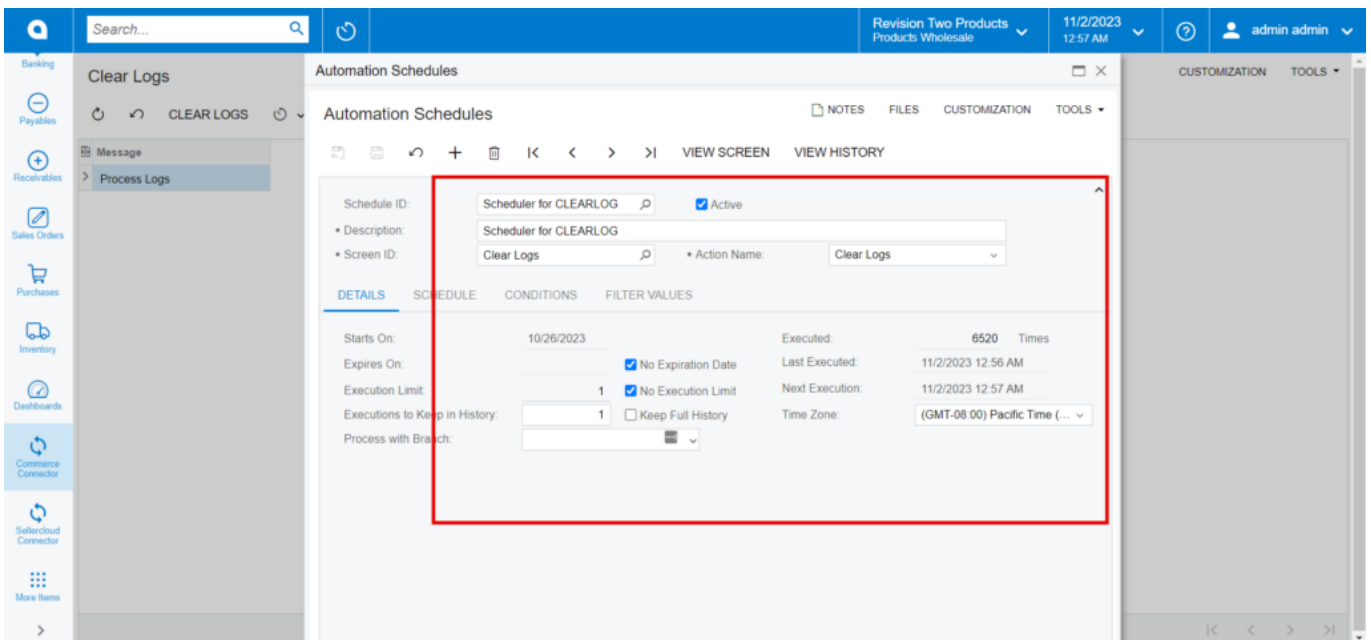 Search...
Revision Two Products
Products Wholesale
11/2/2023
12:57 AM
admin admin
Banking
Payables
Receivables
Sales Orders
Purchases
Inventory
Dashboards
Commerce
Connector
Sellercloud
Connector
More Items
Clear Logs
CUSTOMIZATION TOOLS
CLEAR LOGS
Message
Process Logs
Automation Schedules
Automation Schedules
NOTES FILES CUSTOMIZATION TOOLS
VIEW SCREEN VIEW HISTORY
Schedule ID: Scheduler for CLEARLOG Active
* Description: Scheduler for CLEARLOG
* Screen ID: Clear Logs * Action Name: Clear Logs
DETAILS SCHEDULE CONDITIONS FILTER VALUES
Starts On: 10/26/2023 Executed: 6520 Times
Expires On: No Expiration Date Last Executed: 11/2/2023 12:56 AM
Execution Limit: 1 No Execution Limit Next Execution: 11/2/2023 12:57 AM
Executions to Keep in History: 1 Keep Full History Time Zone: (GMT-08:00) Pacific Time (...
Process with Branch: